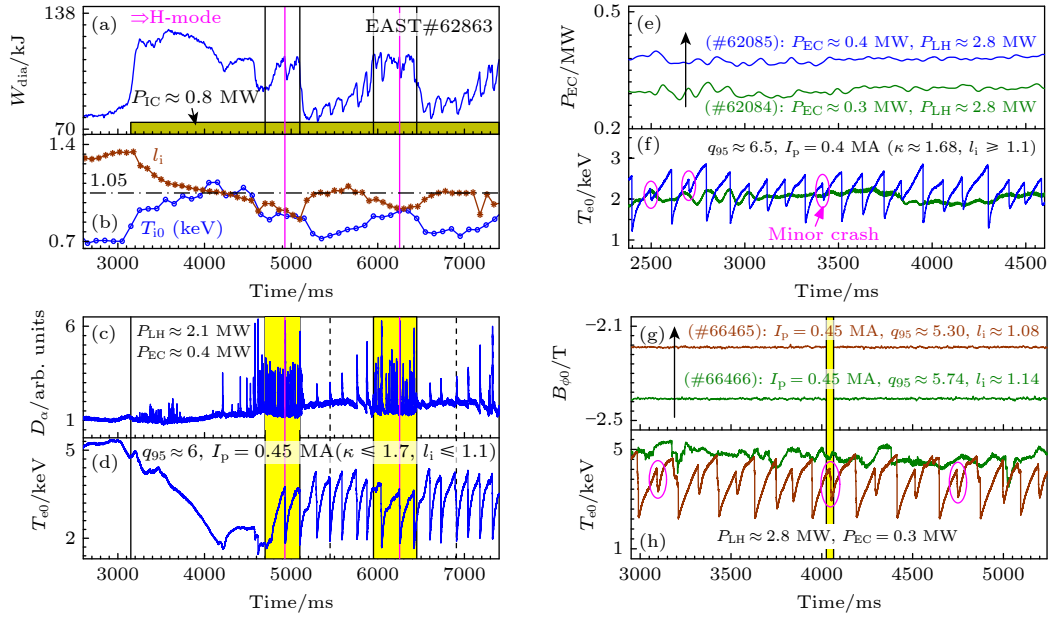 138
(a)
⇒H-mode
EAST#62863
W_dia/kJ
P_IC ≈ 0.8 MW
70
1.4
l_i
1.05
(b)
T_i0 (keV)
0.7
3000 4000 5000 6000 7000
Time/ms
6
(c)
P_LH ≈ 2.1 MW
P_EC ≈ 0.4 MW
D_α/arb. units
1
5
(d)
q_95 ≈ 6, I_p = 0.45 MA(κ ⩽ 1.7, l_i ⩽ 1.1)
T_e0/keV
2
3000 4000 5000 6000 7000
Time/ms
0.5
(e)
(#62085): P_EC ≈ 0.4 MW, P_LH ≈ 2.8 MW
P_EC/MW
(#62084): P_EC ≈ 0.3 MW, P_LH ≈ 2.8 MW
0.2
(f)
q_95 ≈ 6.5, I_p = 0.4 MA (κ ≈ 1.68, l_i ⩾ 1.1)
3
T_e0/keV
2
Minor crash
1
2500 3000 3500 4000 4500
Time/ms
−2.1
(g)
(#66465): I_p = 0.45 MA, q_95 ≈ 5.30, l_i ≈ 1.08
B_ϕ0/T
(#66466): I_p = 0.45 MA, q_95 ≈ 5.74, l_i ≈ 1.14
−2.5
5
T_e0/keV
(h)
P_LH ≈ 2.8 MW, P_EC = 0.3 MW
1
3000 3500 4000 4500 5000
Time/ms